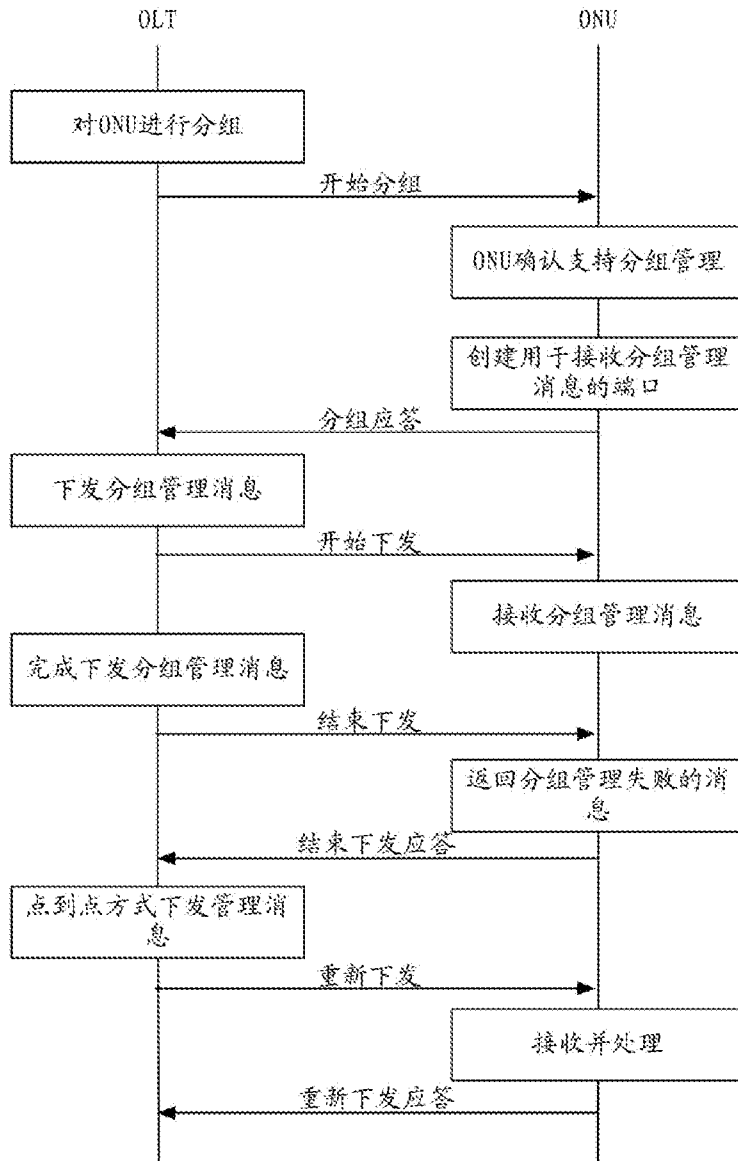 OLT
ONU
对ONU进行分组
开始分组
ONU确认支持分组管理
创建用于接收分组管理
消息的端口
分组应答
下发分组管理消息
开始下发
接收分组管理消息
完成下发分组管理消息
结束下发
返回分组管理失败的消
息
结束下发应答
点到点方式下发管理消
息
重新下发
接收并处理
重新下发应答